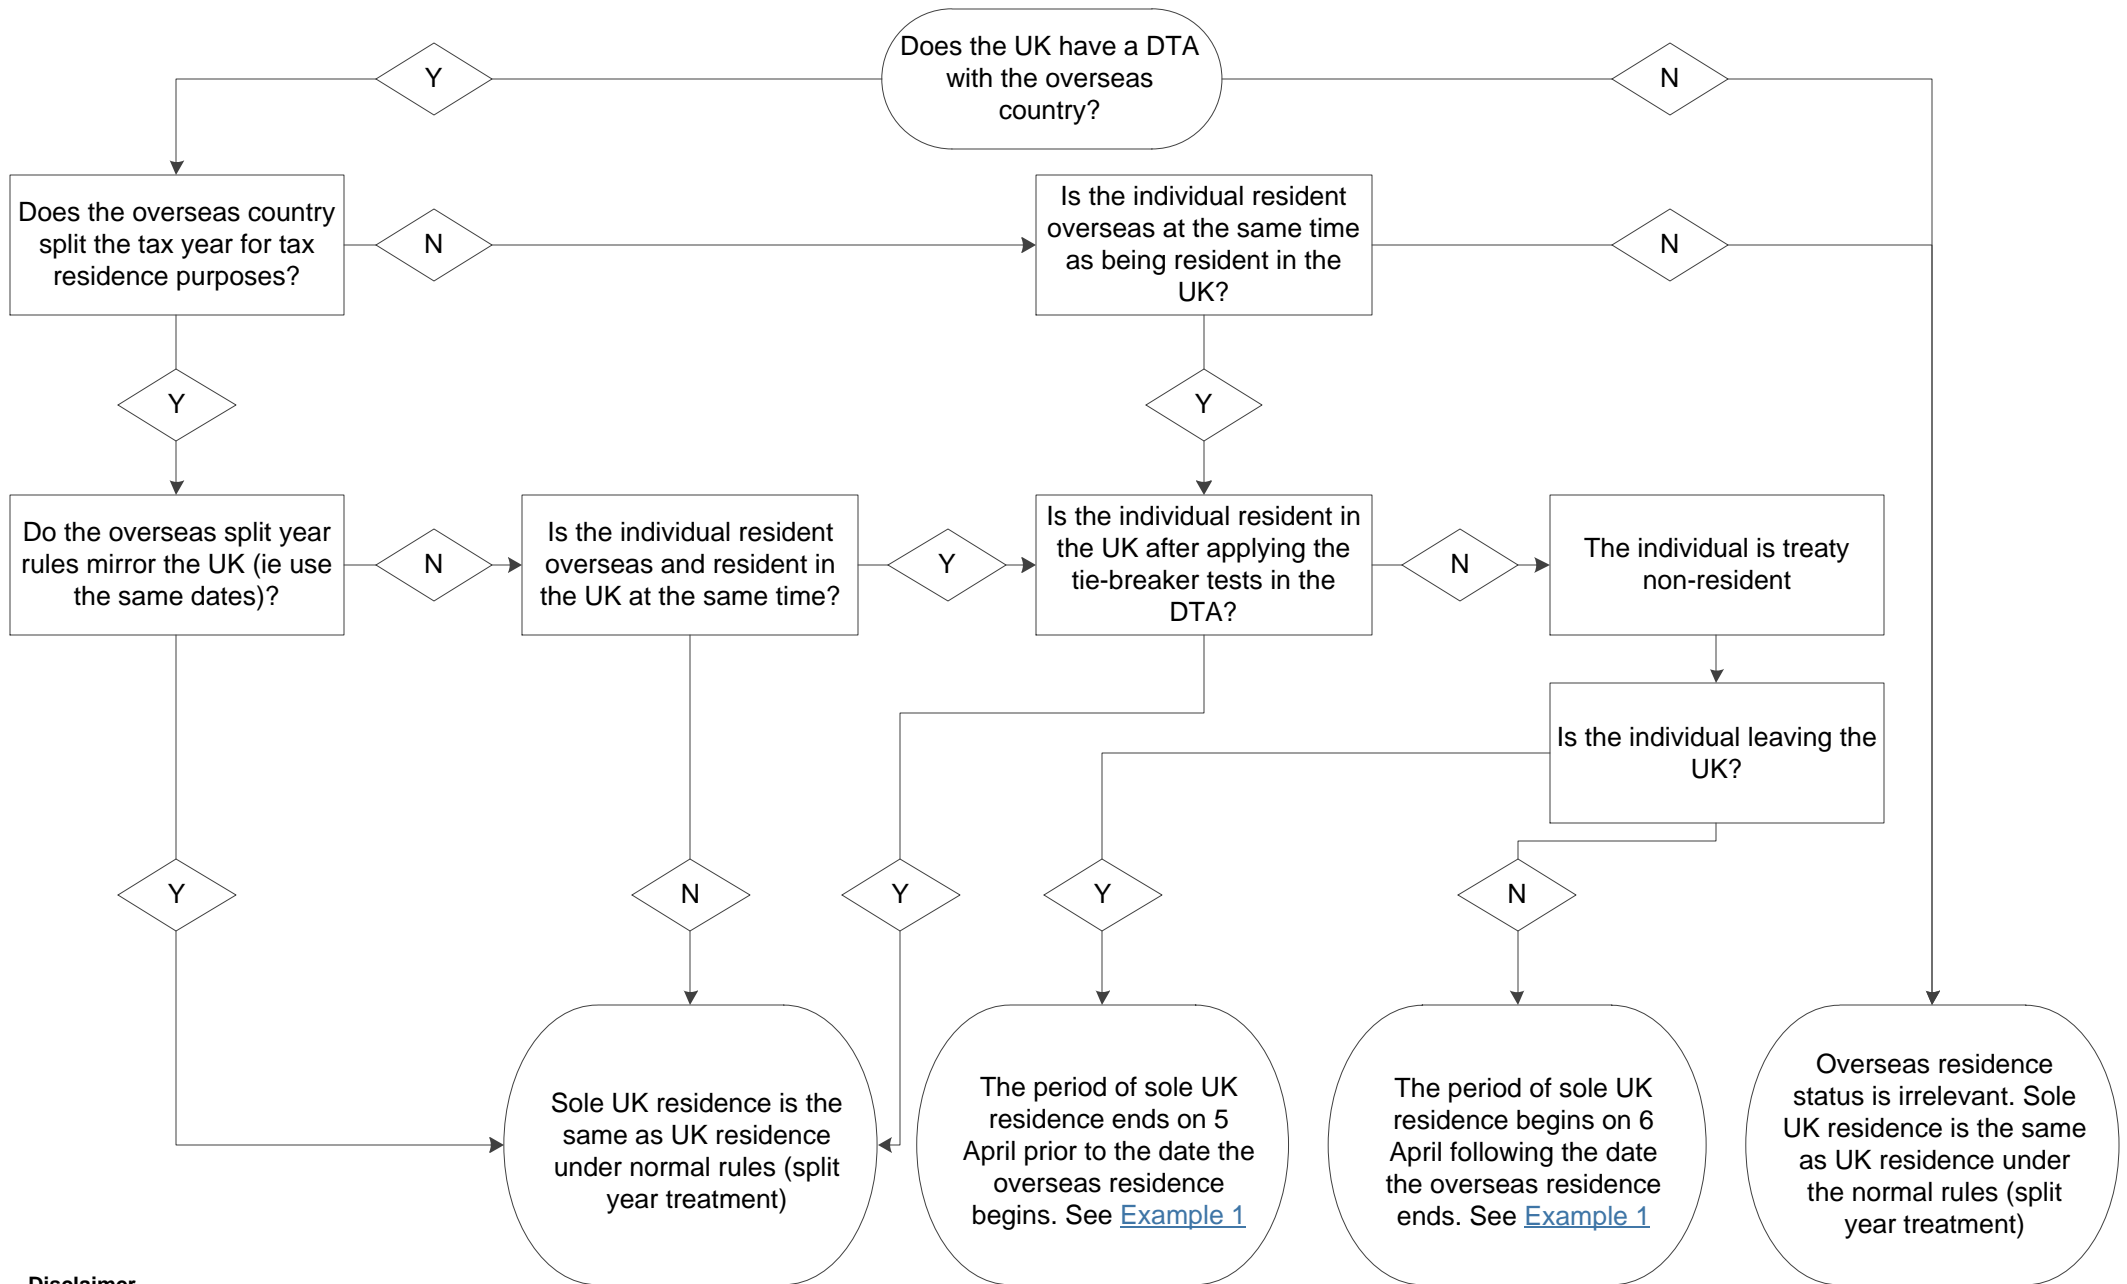 Does the UK have a DTA
with the overseas
country?
Y
N
Does the overseas country
split the tax year for tax
residence purposes?
N
Is the individual resident
overseas at the same time
as being resident in the
UK?
N
Y
Y
Do the overseas split year
rules mirror the UK (ie use
the same dates)?
N
Is the individual resident
overseas and resident in
the UK at the same time?
Y
Is the individual resident in
the UK after applying the
tie-breaker tests in the
DTA?
N
The individual is treaty
non-resident
Is the individual leaving the
UK?
Y
N
Y
Y
N
Sole UK residence is the
same as UK residence
under normal rules (split
year treatment)
The period of sole UK
residence ends on 5
April prior to the date the
overseas residence
begins. See Example 1
The period of sole UK
residence begins on 6
April following the date
the overseas residence
ends. See Example 1
Overseas residence
status is irrelevant. Sole
UK residence is the same
as UK residence under
the normal rules (split
year treatment)
Disclaimer